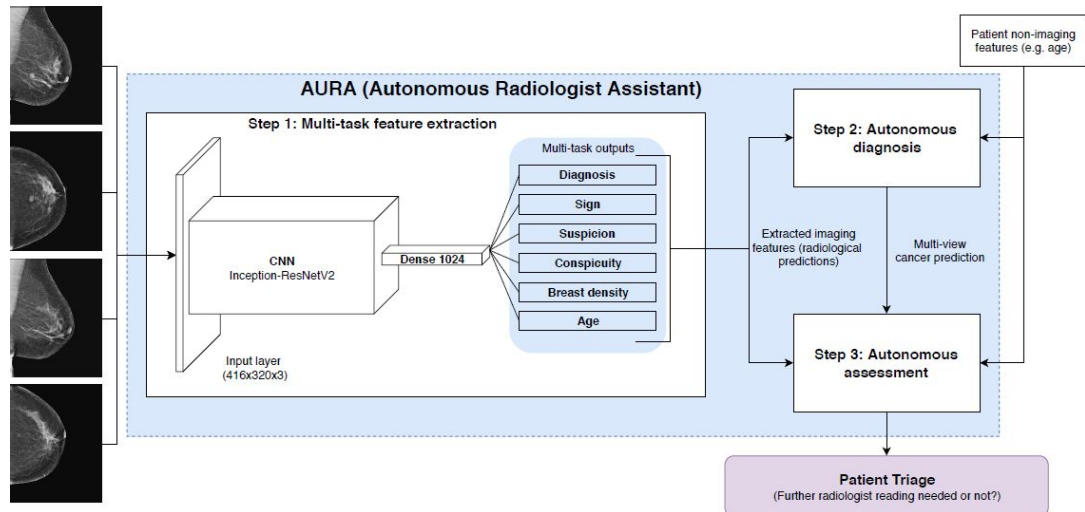 Patient non-imaging
features (e.g. age)
AURA (Autonomous Radiologist Assistant)
Step 1: Multi-task feature extraction
Multi-task outputs
Diagnosis
Sign
Suspicion
Conspicuity
Breast density
Age
CNN
Inception-ResNetV2
Dense 1024
Input layer
(416x320x3)
Step 2: Autonomous
diagnosis
Extracted imaging
features (radiological
predictions)
Multi-view
cancer prediction
Step 3: Autonomous
assessment
Patient Triage
(Further radiologist reading needed or not?)